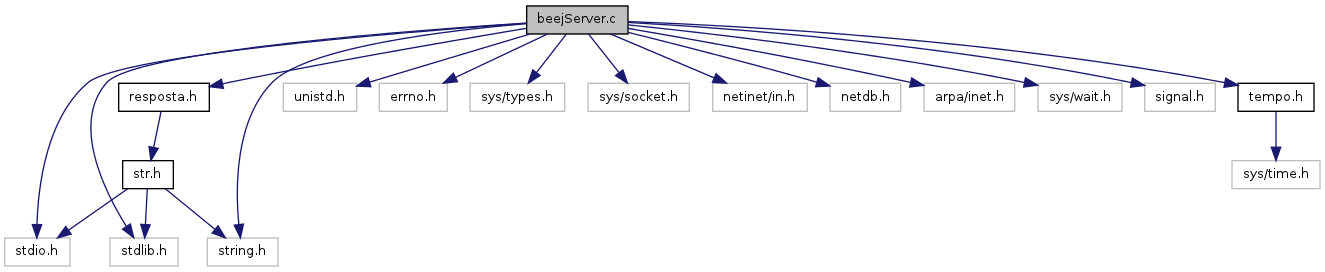 beejServer.c
resposta.h
unistd.h
errno.h
sys/types.h
sys/socket.h
netinet/in.h
netdb.h
arpa/inet.h
sys/wait.h
signal.h
tempo.h
str.h
sys/time.h
stdio.h
stdlib.h
string.h